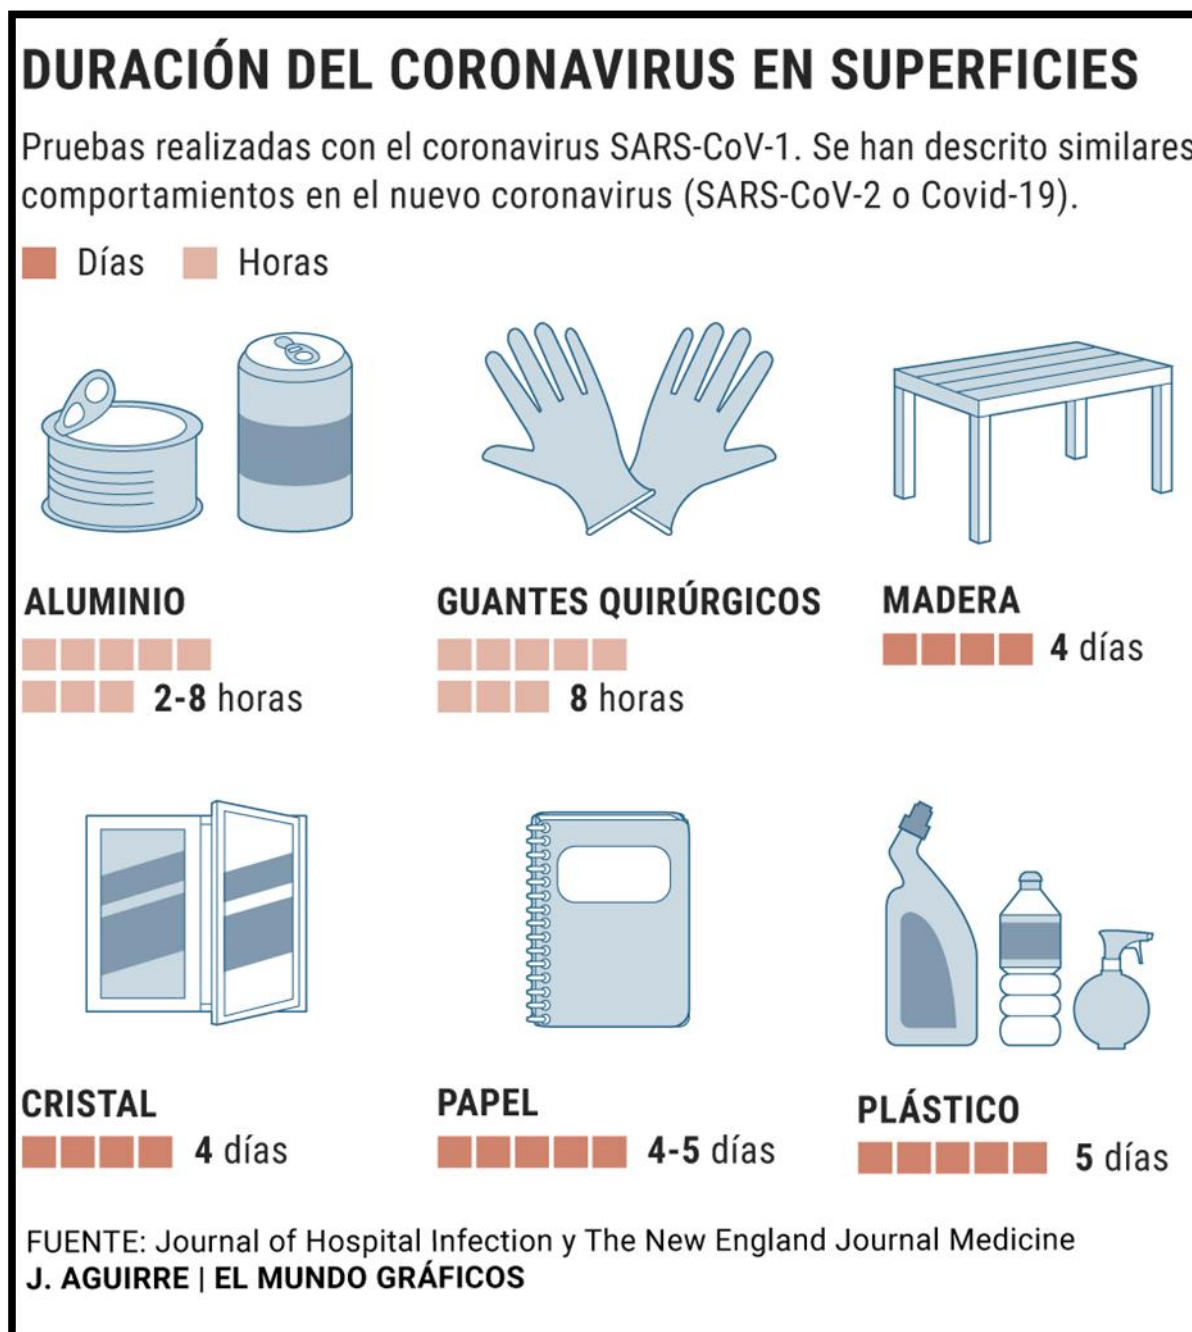 DURACIÓN DEL CORONAVIRUS EN SUPERFICIES
Pruebas realizadas con el coronavirus SARS-CoV-1. Se han descrito similares
comportamientos en el nuevo coronavirus (SARS-CoV-2 o Covid-19).
Días Horas
ALUMINIO
2-8 horas
GUANTES QUIRÚRGICOS
8 horas
MADERA
4 días
CRISTAL
4 días
PAPEL
4-5 días
PLÁSTICO
5 días
FUENTE: Journal of Hospital Infection y The New England Journal Medicine
J. AGUIRRE | EL MUNDO GRÁFICOS